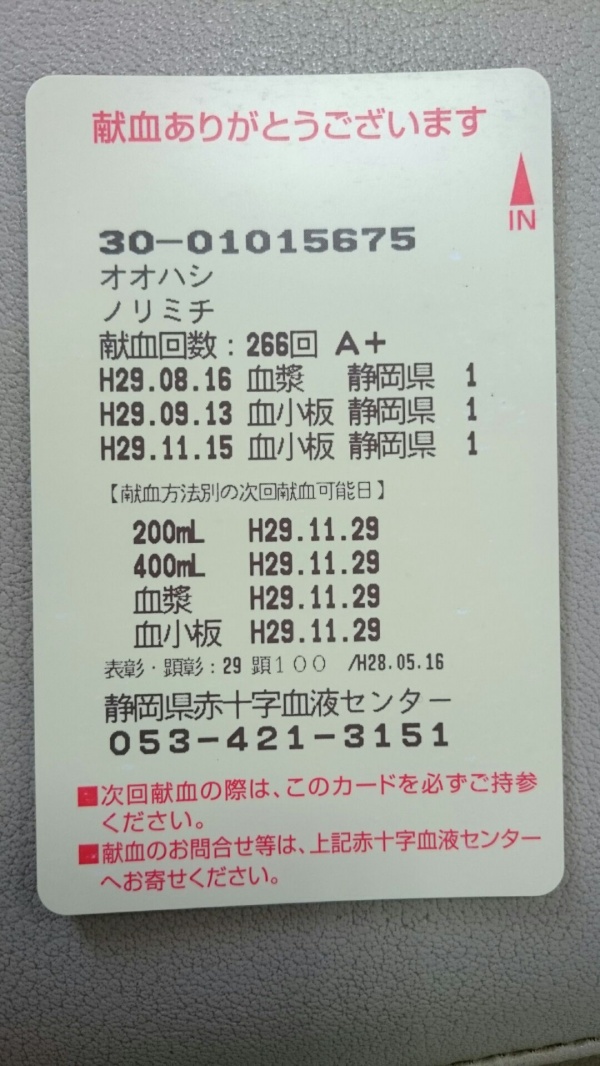 献血ありがとうございます
IN
30-01015675
オオハシ
ノリミチ
献血回数：266回 A+
H29.08.16 血漿 静岡県 1
H29.09.13 血小板 静岡県 1
H29.11.15 血小板 静岡県 1
【献血方法別の次回献血可能日】
200mL H29.11.29
400mL H29.11.29
血漿 H29.11.29
血小板 H29.11.29
表彰・顕彰：29 顕100 /H28.05.16
静岡県赤十字血液センター
053-421-3151
■次回献血の際は、このカードを必ずご持参
ください。
■献血のお問合せ等は、上記赤十字血液センター
へお寄せください。